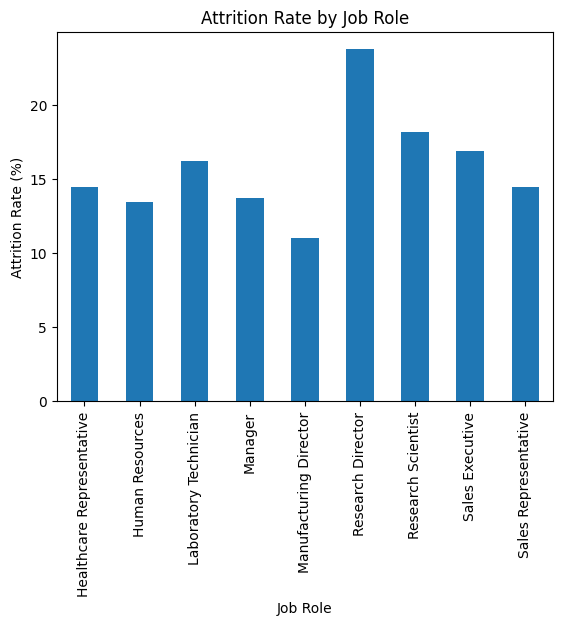 Attrition Rate by Job Role
Attrition Rate (%)
20
15
10
5
0
Healthcare Representative
Human Resources
Laboratory Technician
Manager
Manufacturing Director
Research Director
Research Scientist
Sales Executive
Sales Representative
Job Role